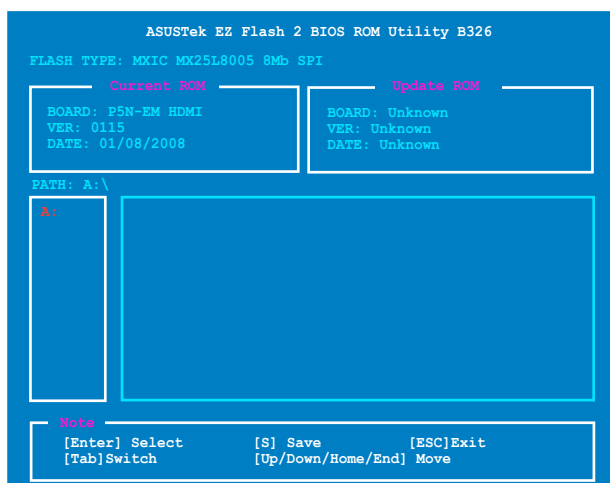 ASUSTek EZ Flash 2 BIOS ROM Utility B326
FLASH TYPE: MXIC MX25L8005 8Mb SPI
Current ROM
BOARD: P5N-EM HDMI
VER: 0115
DATE: 01/08/2008
Update ROM
BOARD: Unknown
VER: Unknown
DATE: Unknown
PATH: A:\
A:
Note
[Enter] Select [S] Save [ESC]Exit
[Tab]Switch [Up/Down/Home/End] Move